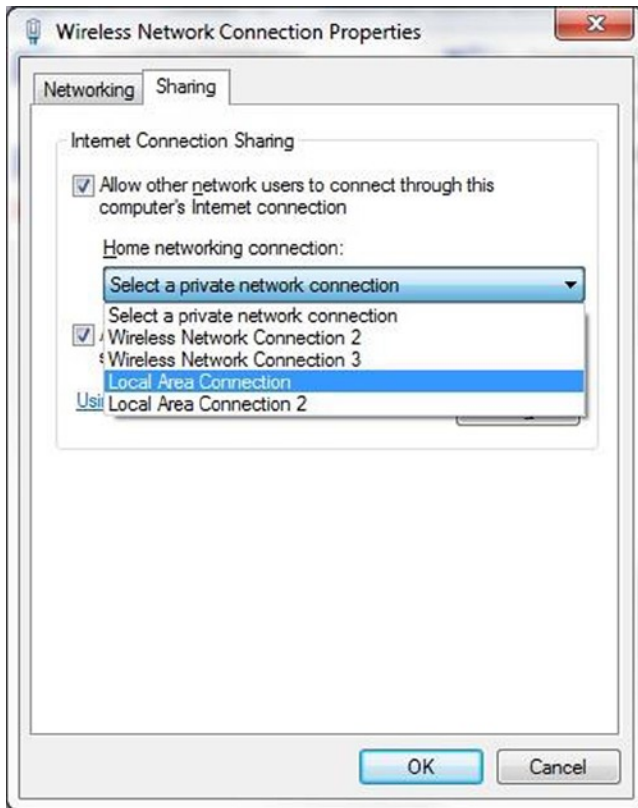 Wireless Network Connection Properties
Networking
Sharing
Internet Connection Sharing
Allow other network users to connect through this
computer's Internet connection
Home networking connection:
Select a private network connection
Select a private network connection
Wireless Network Connection 2
Wireless Network Connection 3
Local Area Connection
Local Area Connection 2
OK
Cancel